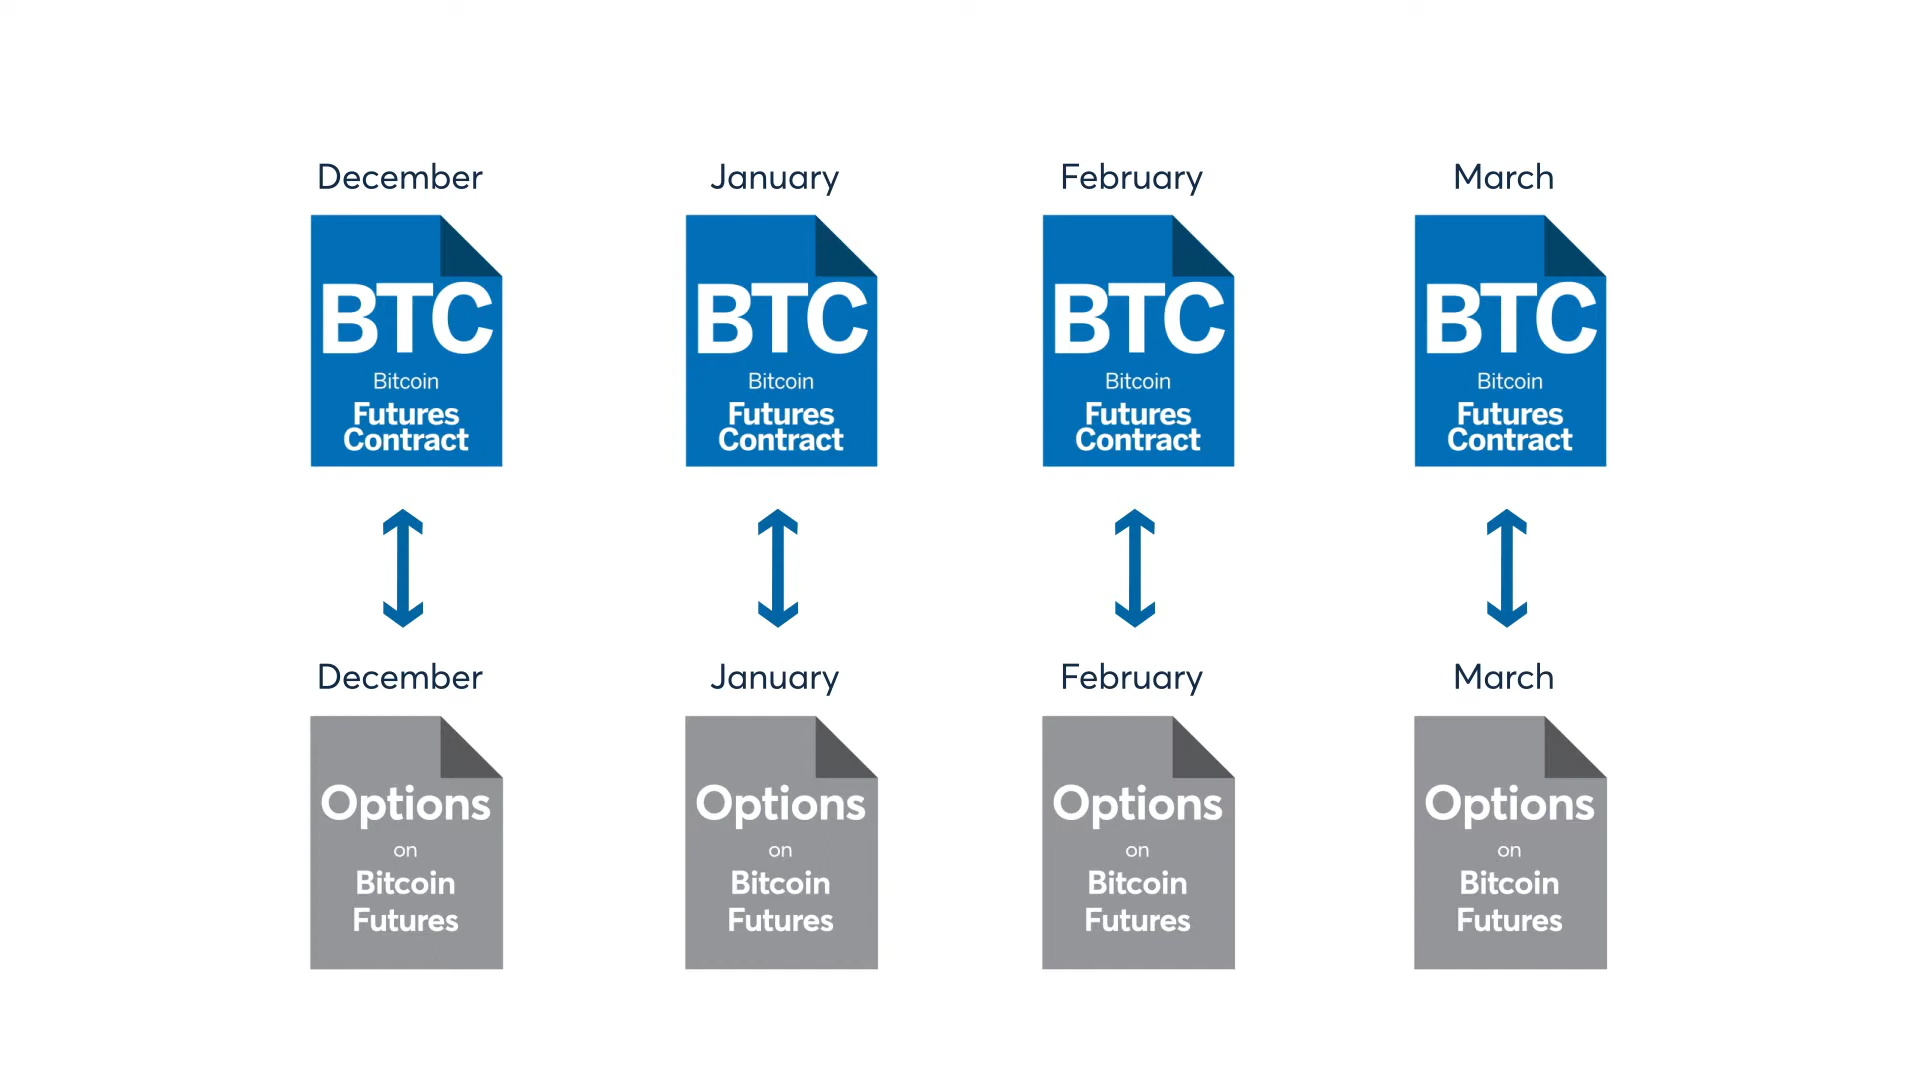 December January February March
BTC BTC BTC BTC
Bitcoin Bitcoin Bitcoin Bitcoin
Futures Futures Futures Futures
Contract Contract Contract Contract
December January February March
Options Options Options Options
on on on on
Bitcoin Bitcoin Bitcoin Bitcoin
Futures Futures Futures Futures